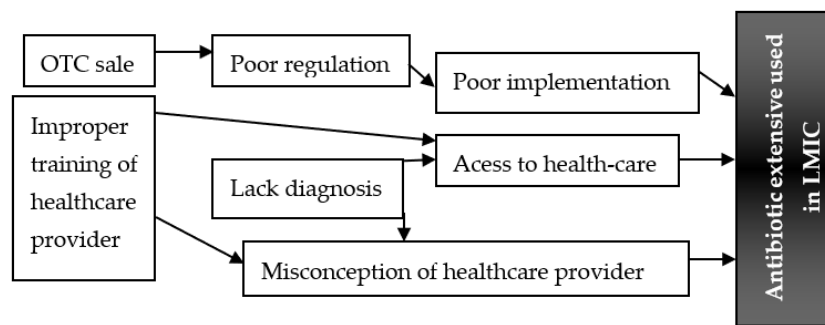 OTC sale
Poor regulation
Poor implementation
Improper
training of
healthcare
provider
Acess to health-care
Lack diagnosis
Misconception of healthcare provider
Antibiotic extensive used
in LMIC